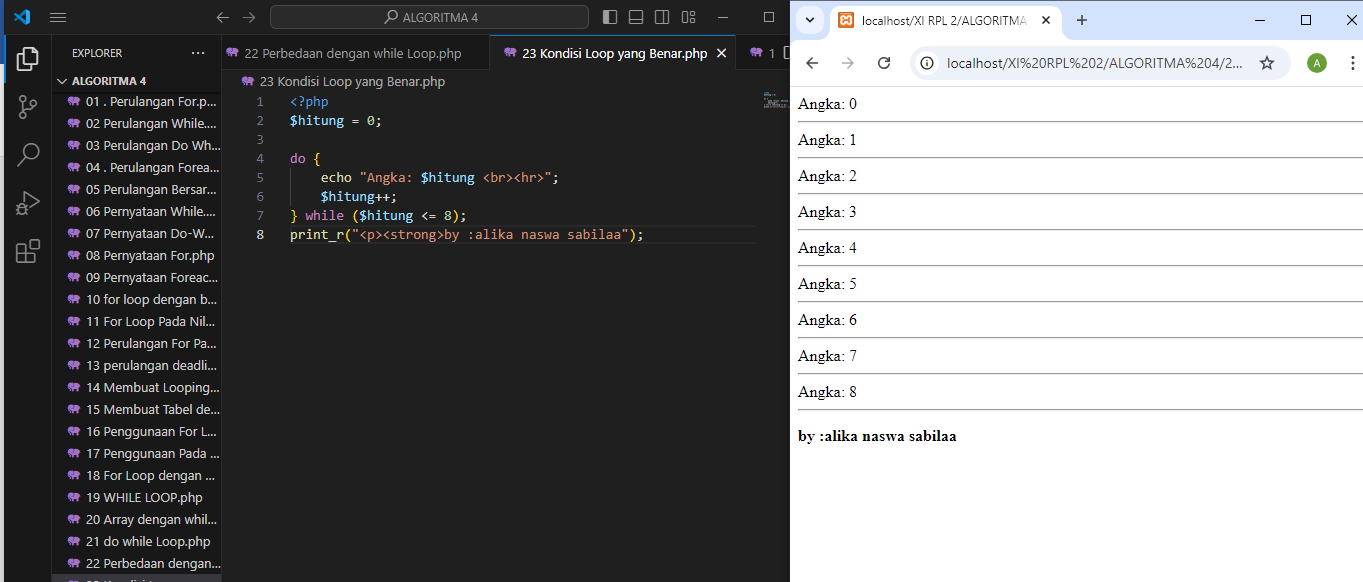 ALGORITMA 4
EXPLORER
ALGORITMA 4
01 . Perulangan For.p...
02 Perulangan While....
03 Perulangan Do Wh...
04 . Perulangan Forea...
05 Perulangan Bersar...
06 Pernyataan While....
07 Pernyataan Do-W...
08 Pernyataan For.php
09 Pernyataan Foreac...
10 for loop dengan b...
11 For Loop Pada Nil...
12 Perulangan For Pa...
13 perulangan deadli...
14 Membuat Looping...
15 Membuat Tabel de...
16 Penggunaan For L...
17 Penggunaan Pada ...
18 For Loop dengan ...
19 WHILE LOOP.php
20 Array dengan whil...
21 do while Loop.php
22 Perbedaan dengan...
22 Perbedaan dengan while Loop.php
23 Kondisi Loop yang Benar.php
1
23 Kondisi Loop yang Benar.php
1 <?php
2 $hitung = 0;
3
4 do {
5 echo "Angka: $hitung <br><hr>";
6 $hitung++;
7 } while ($hitung <= 8);
8 print_r("<p><strong>by :alika naswa sabilaa");
localhost/XI RPL 2/ALGORITMA
localhost/XI%20RPL%202/ALGORITMA%204/2...
A
Angka: 0
Angka: 1
Angka: 2
Angka: 3
Angka: 4
Angka: 5
Angka: 6
Angka: 7
Angka: 8
by :alika naswa sabilaa